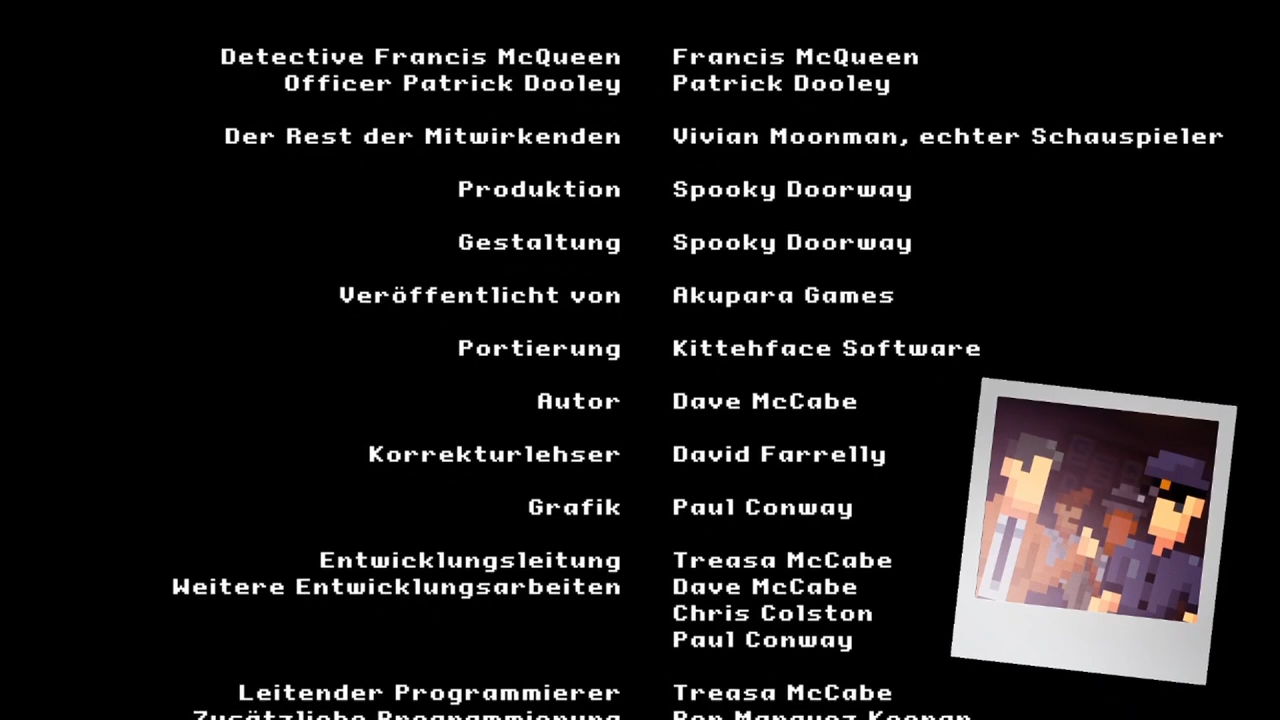 Detective Francis McQueen Francis McQueen
Officer Patrick Dooley Patrick Dooley
Der Rest der Mitwirkenden Vivian Moonman, echter Schauspieler
Produktion Spooky Doorway
Gestaltung Spooky Doorway
Veröffentlicht von Akupara Games
Portierung Kittehface Software
Autor Dave McCabe
Korrekturlehser David Farrelly
Grafik Paul Conway
Entwicklungsleitung Treasa McCabe
Weitere Entwicklungsarbeiten Dave McCabe
Chris Colston
Paul Conway
Leitender Programmierer Treasa McCabe
Zusätzliche Programmierung